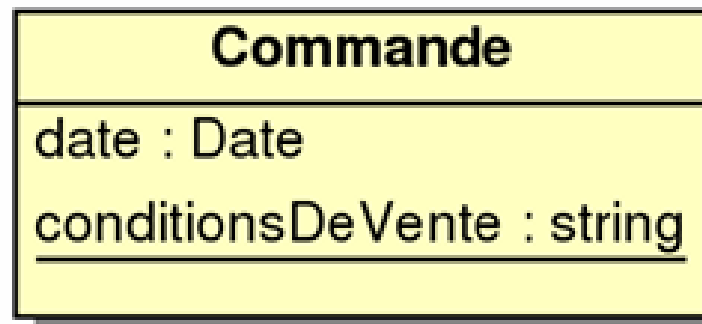 Commande
date : Date
conditionsDeVente : string